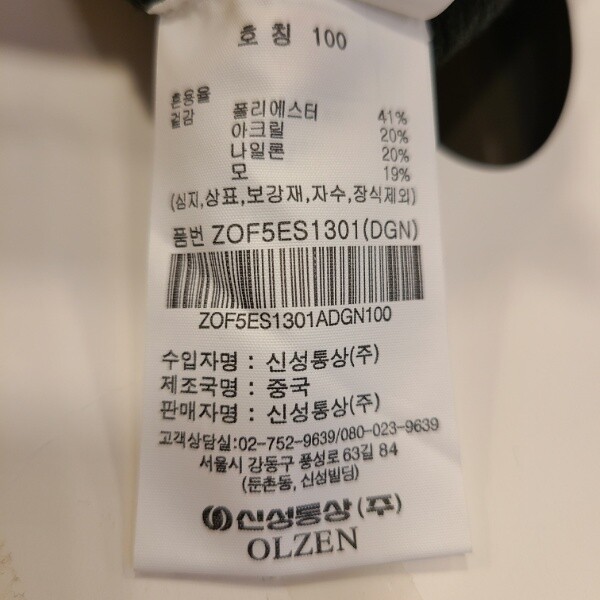 호 칭 100
혼용율
겉감 폴리에스터 41%
아크릴 20%
나일론 20%
모 19%
(심지,상표,보강재,자수,장식제외)
품번 ZOF5ES1301(DGN)
ZOF5ES1301ADGN100
수입자명 : 신성통상(주)
제조국명 : 중국
판매자명 : 신성통상(주)
고객상담실:02-752-9639/080-023-9639
서울시 강동구 풍성로 63길 84
(둔촌동, 신성빌딩)
신성통상(주)
OLZEN